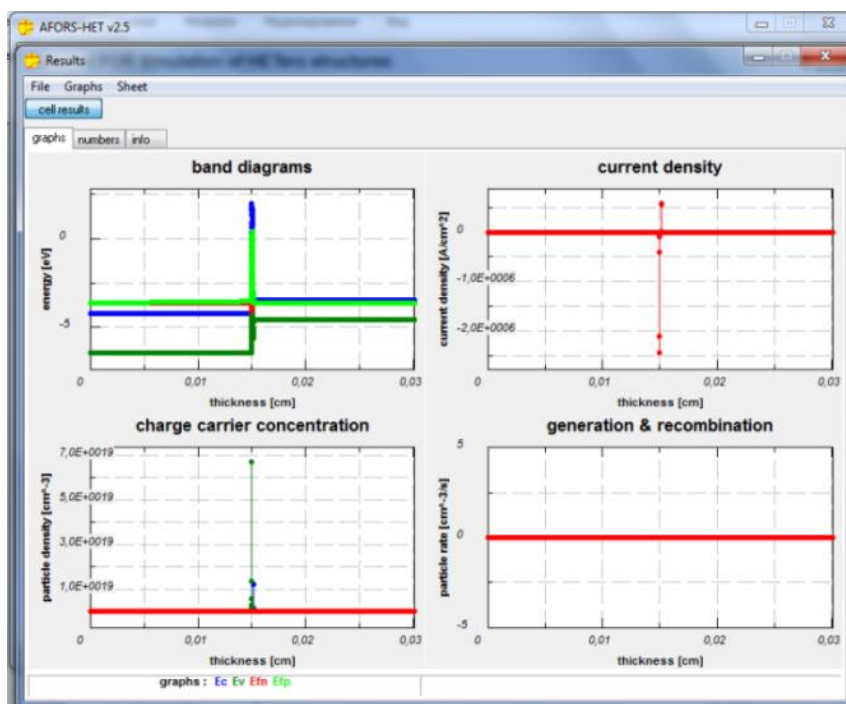 AFORS-HET v2.5
Results
File Graphs Sheet
cell results
graphs numbers info
band diagrams
energy [eV]
0
-5
0 0,01 0,02 0,03
thickness [cm]
current density
current density [A/cm^2]
0
-1,0E+0006
-2,0E+0006
0 0,01 0,02 0,03
thickness [cm]
charge carrier concentration
particle density [cm^-3]
7,0E+0019
5,0E+0019
3,0E+0019
1,0E+0019
0 0,01 0,02 0,03
thickness [cm]
generation & recombination
particle rate [cm^-3/s]
5
0
-5
0 0,01 0,02 0,03
thickness [cm]
graphs : Ec Ev Efn Efp